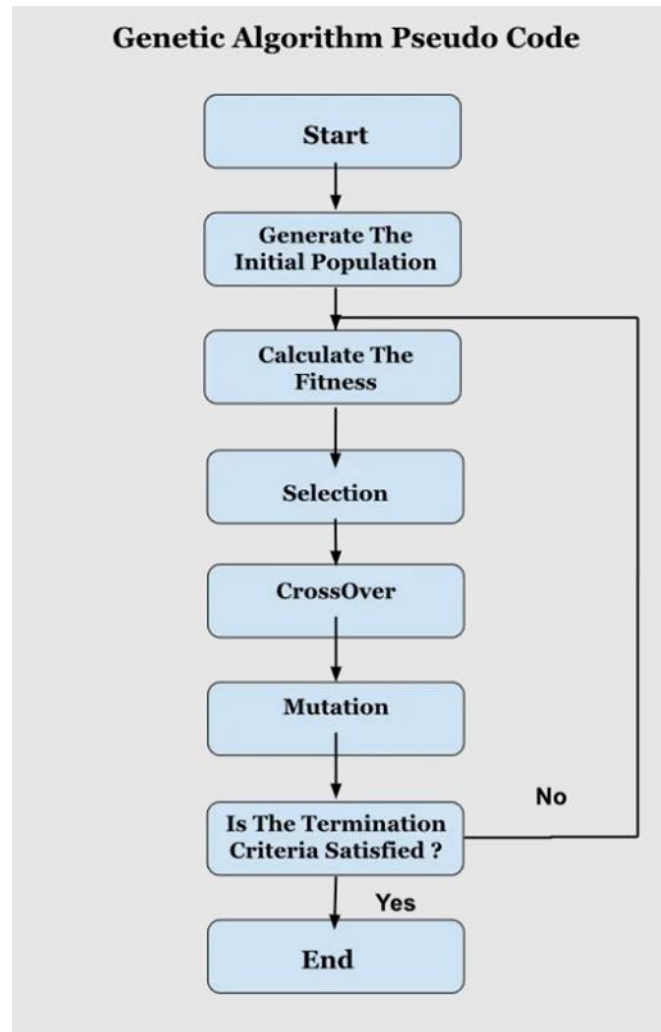 Genetic Algorithm Pseudo Code
Start
Generate The
Initial Population
Calculate The
Fitness
Selection
CrossOver
Mutation
Is The Termination
Criteria Satisfied ?
No
Yes
End